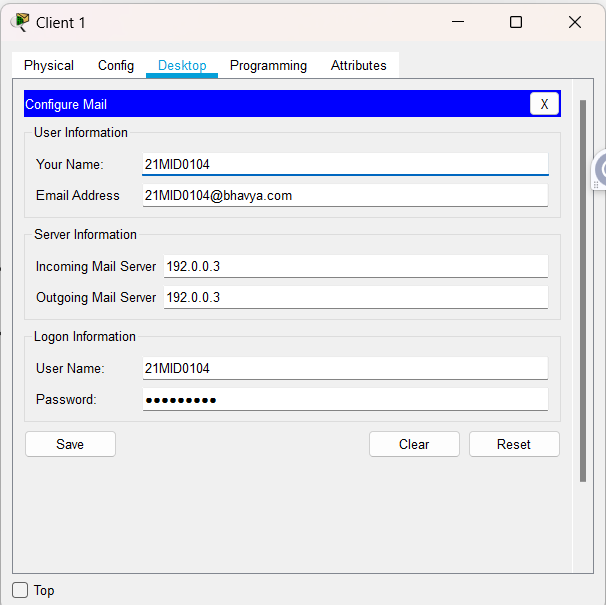 Client 1
Physical Config Desktop Programming Attributes
Configure Mail X
User Information
Your Name: 21MID0104
Email Address 21MID0104@bhavya.com
Server Information
Incoming Mail Server 192.0.0.3
Outgoing Mail Server 192.0.0.3
Logon Information
User Name: 21MID0104
Password: ●●●●●●●●●
Save Clear Reset
Top